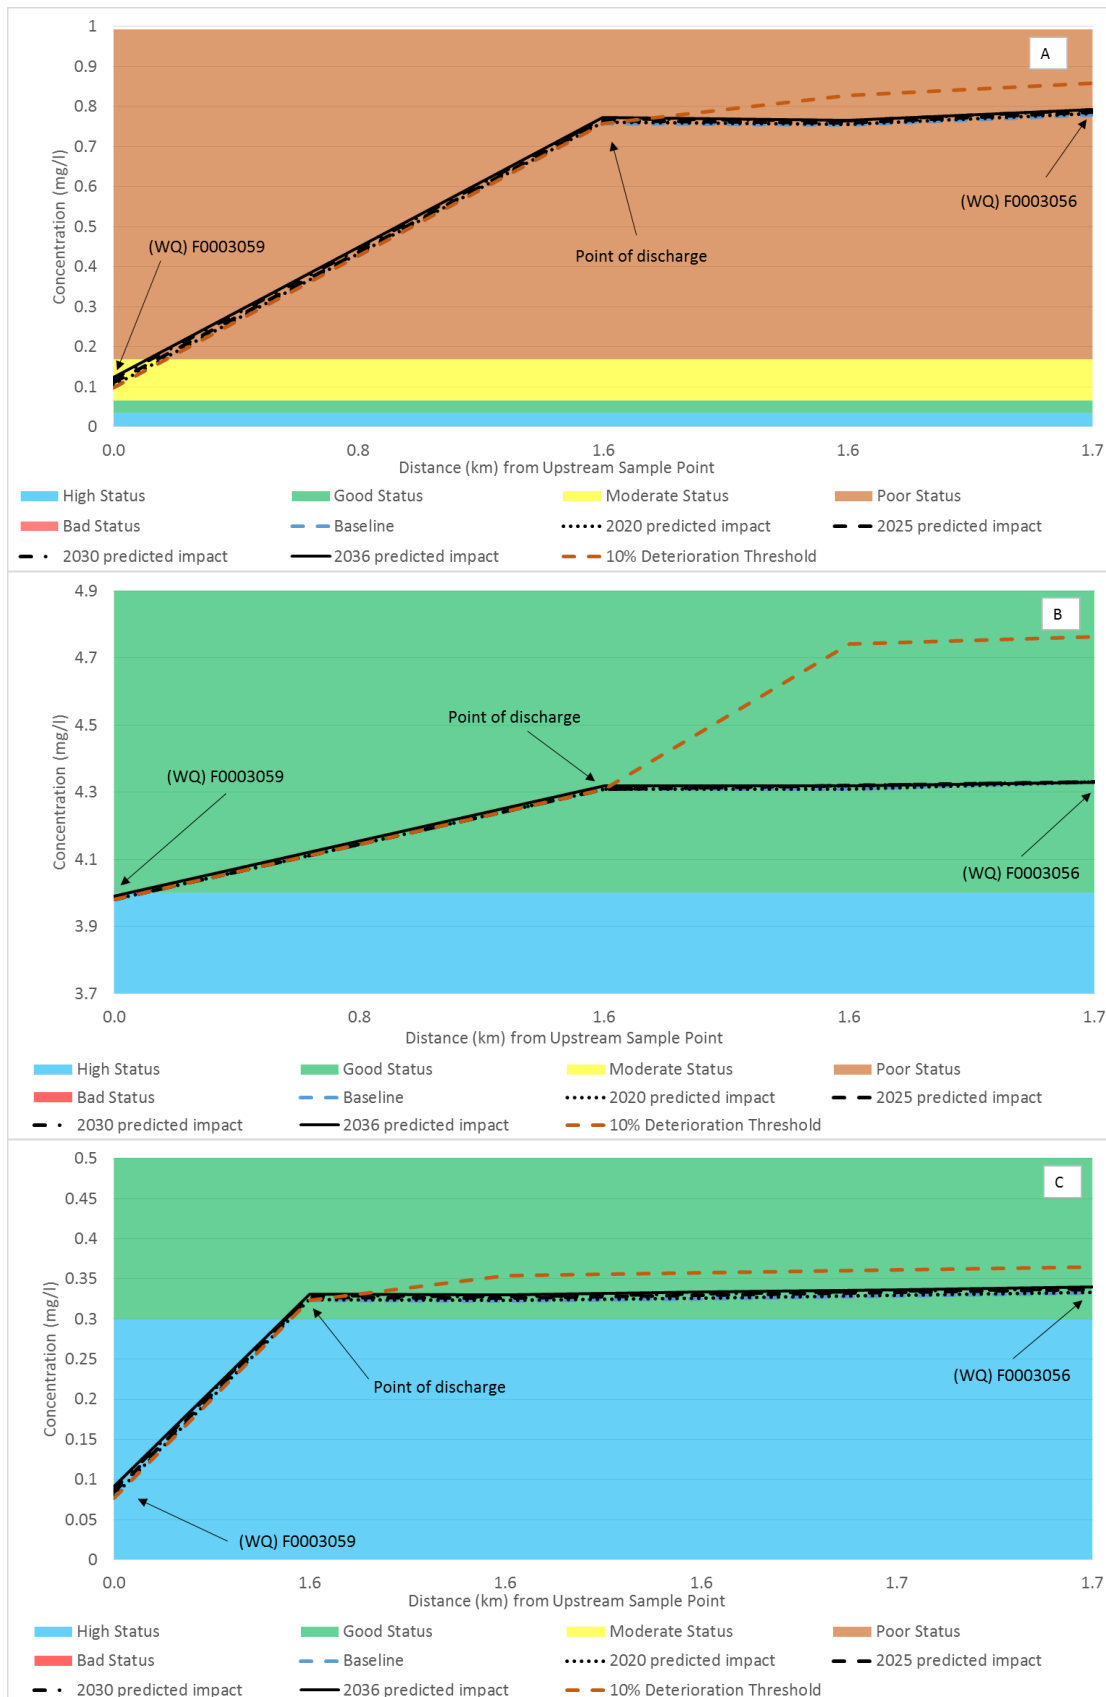 1
A
0.9
0.8
0.7
(WQ) F0003056
0.6
Concentration (mg/l)
0.5
(WQ) F0003059
Point of discharge
0.4
0.3
0.2
0.1
0
0.0 0.8 1.6 1.6 1.7
Distance (km) from Upstream Sample Point
High Status Good Status Moderate Status Poor Status
Bad Status Baseline 2020 predicted impact 2025 predicted impact
2030 predicted impact 2036 predicted impact 10% Deterioration Threshold
4.9
B
4.7
Point of discharge
4.5
Concentration (mg/l)
(WQ) F0003059
4.3
4.1
(WQ) F0003056
3.9
3.7
0.0 0.8 1.6 1.6 1.7
Distance (km) from Upstream Sample Point
High Status Good Status Moderate Status Poor Status
Bad Status Baseline 2020 predicted impact 2025 predicted impact
2030 predicted impact 2036 predicted impact 10% Deterioration Threshold
0.5
C
0.45
0.4
0.35
0.3
Concentration (mg/l)
(WQ) F0003056
Point of discharge
0.25
0.2
0.15
0.1
0.05
(WQ) F0003059
0
0.0 1.6 1.6 1.6 1.7 1.7
Distance (km) from Upstream Sample Point
High Status Good Status Moderate Status Poor Status
Bad Status Baseline 2020 predicted impact 2025 predicted impact
2030 predicted impact 2036 predicted impact 10% Deterioration Threshold